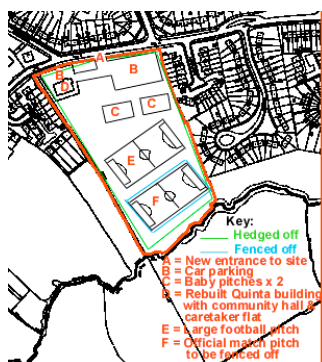 A
B
B
D
C
C
E
F
Key:
Hedged off
Fenced off
A = New entrance to site
B = Car parking
C = Baby pitches x 2
D = Rebuilt Quinta building
with community hall &
caretaker flat
E = Large football pitch
F = Official match pitch
to be fenced off